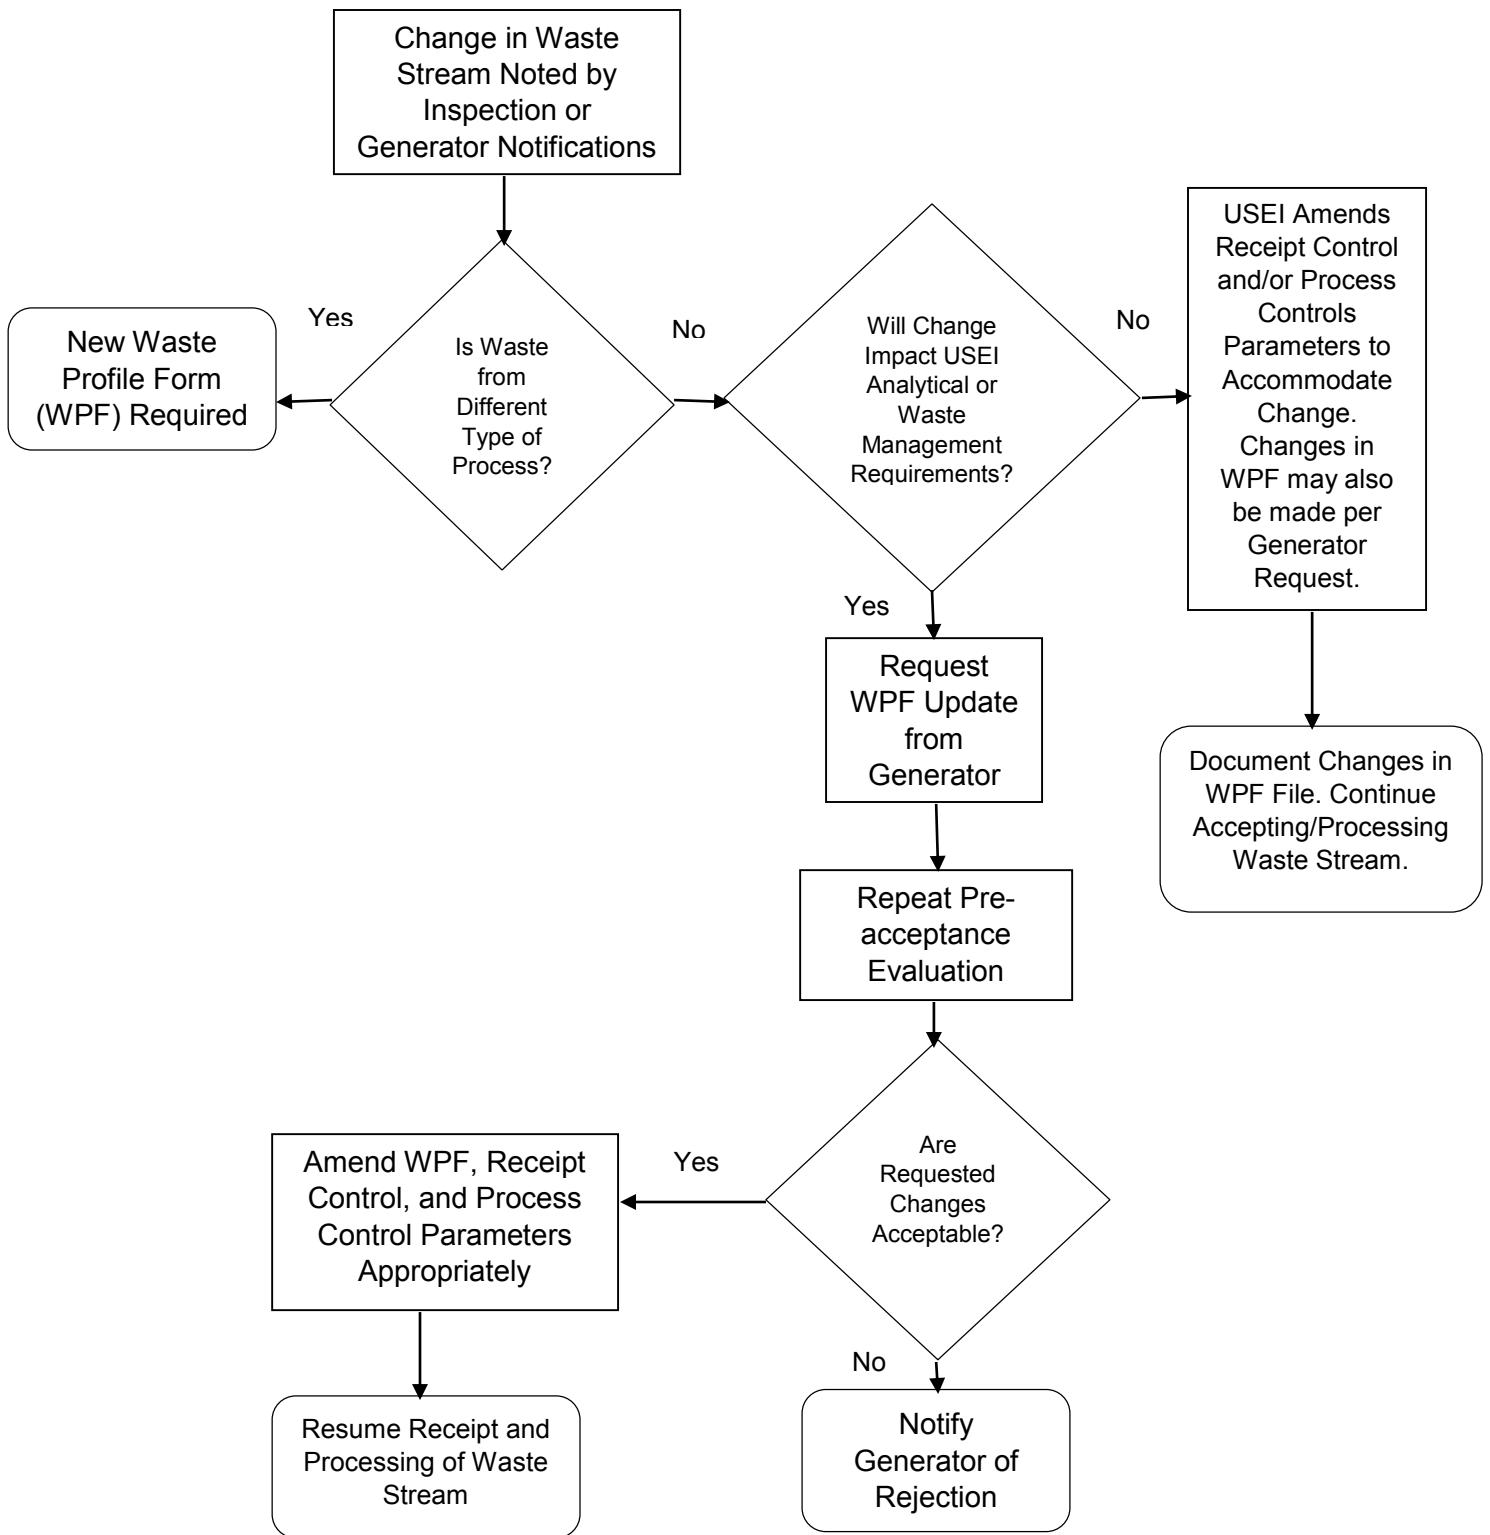 Change in Waste
Stream Noted by
Inspection or
Generator Notifications
Yes
New Waste
Profile Form
(WPF) Required
Is Waste
from
Different
Type of
Process?
No
Will Change
Impact USEI
Analytical or
Waste
Management
Requirements?
No
USEI Amends
Receipt Control
and/or Process
Controls
Parameters to
Accommodate
Change.
Changes in
WPF may also
be made per
Generator
Request.
Yes
Request
WPF Update
from
Generator
Document Changes in
WPF File. Continue
Accepting/Processing
Waste Stream.
Repeat Pre-
acceptance
Evaluation
Are
Requested
Changes
Acceptable?
Yes
Amend WPF, Receipt
Control, and Process
Control Parameters
Appropriately
No
Resume Receipt and
Processing of Waste
Stream
Notify
Generator of
Rejection